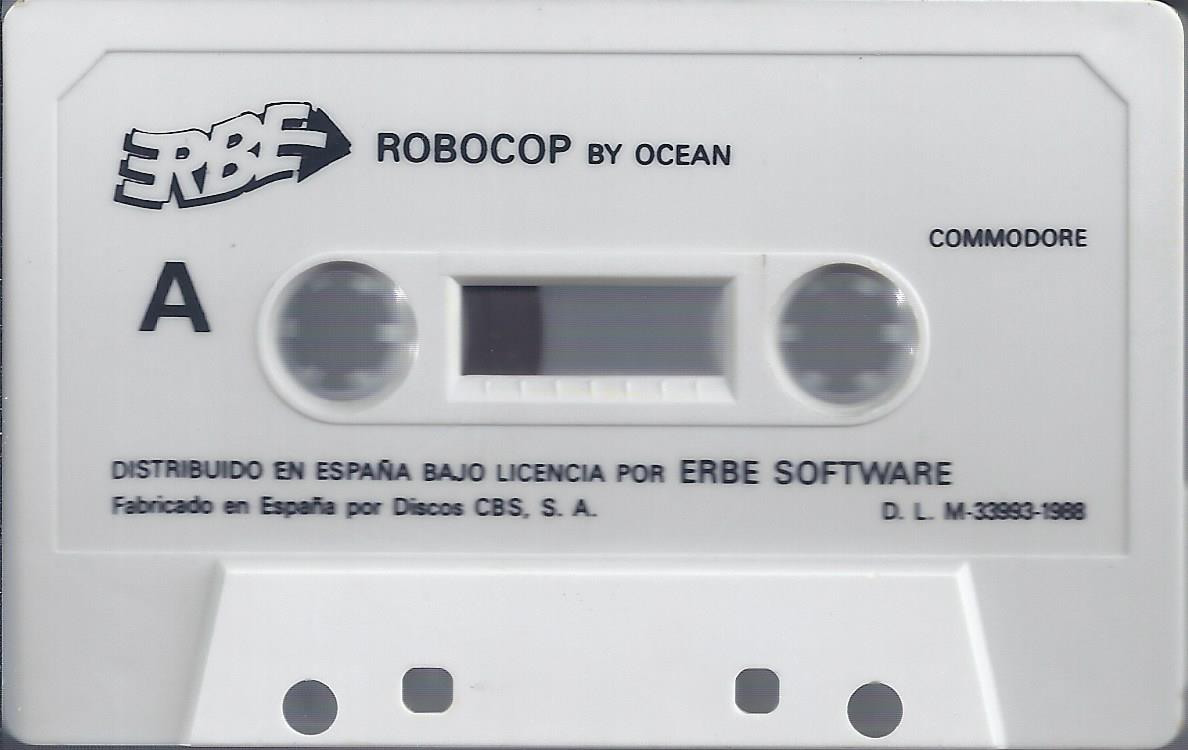 ERBE
ROBOCOP BY OCEAN
COMMODORE
A
DISTRIBUIDO EN ESPAÑA BAJO LICENCIA POR ERBE SOFTWARE
Fabricado en España por Discos CBS, S. A.
D. L. M-33993-1988